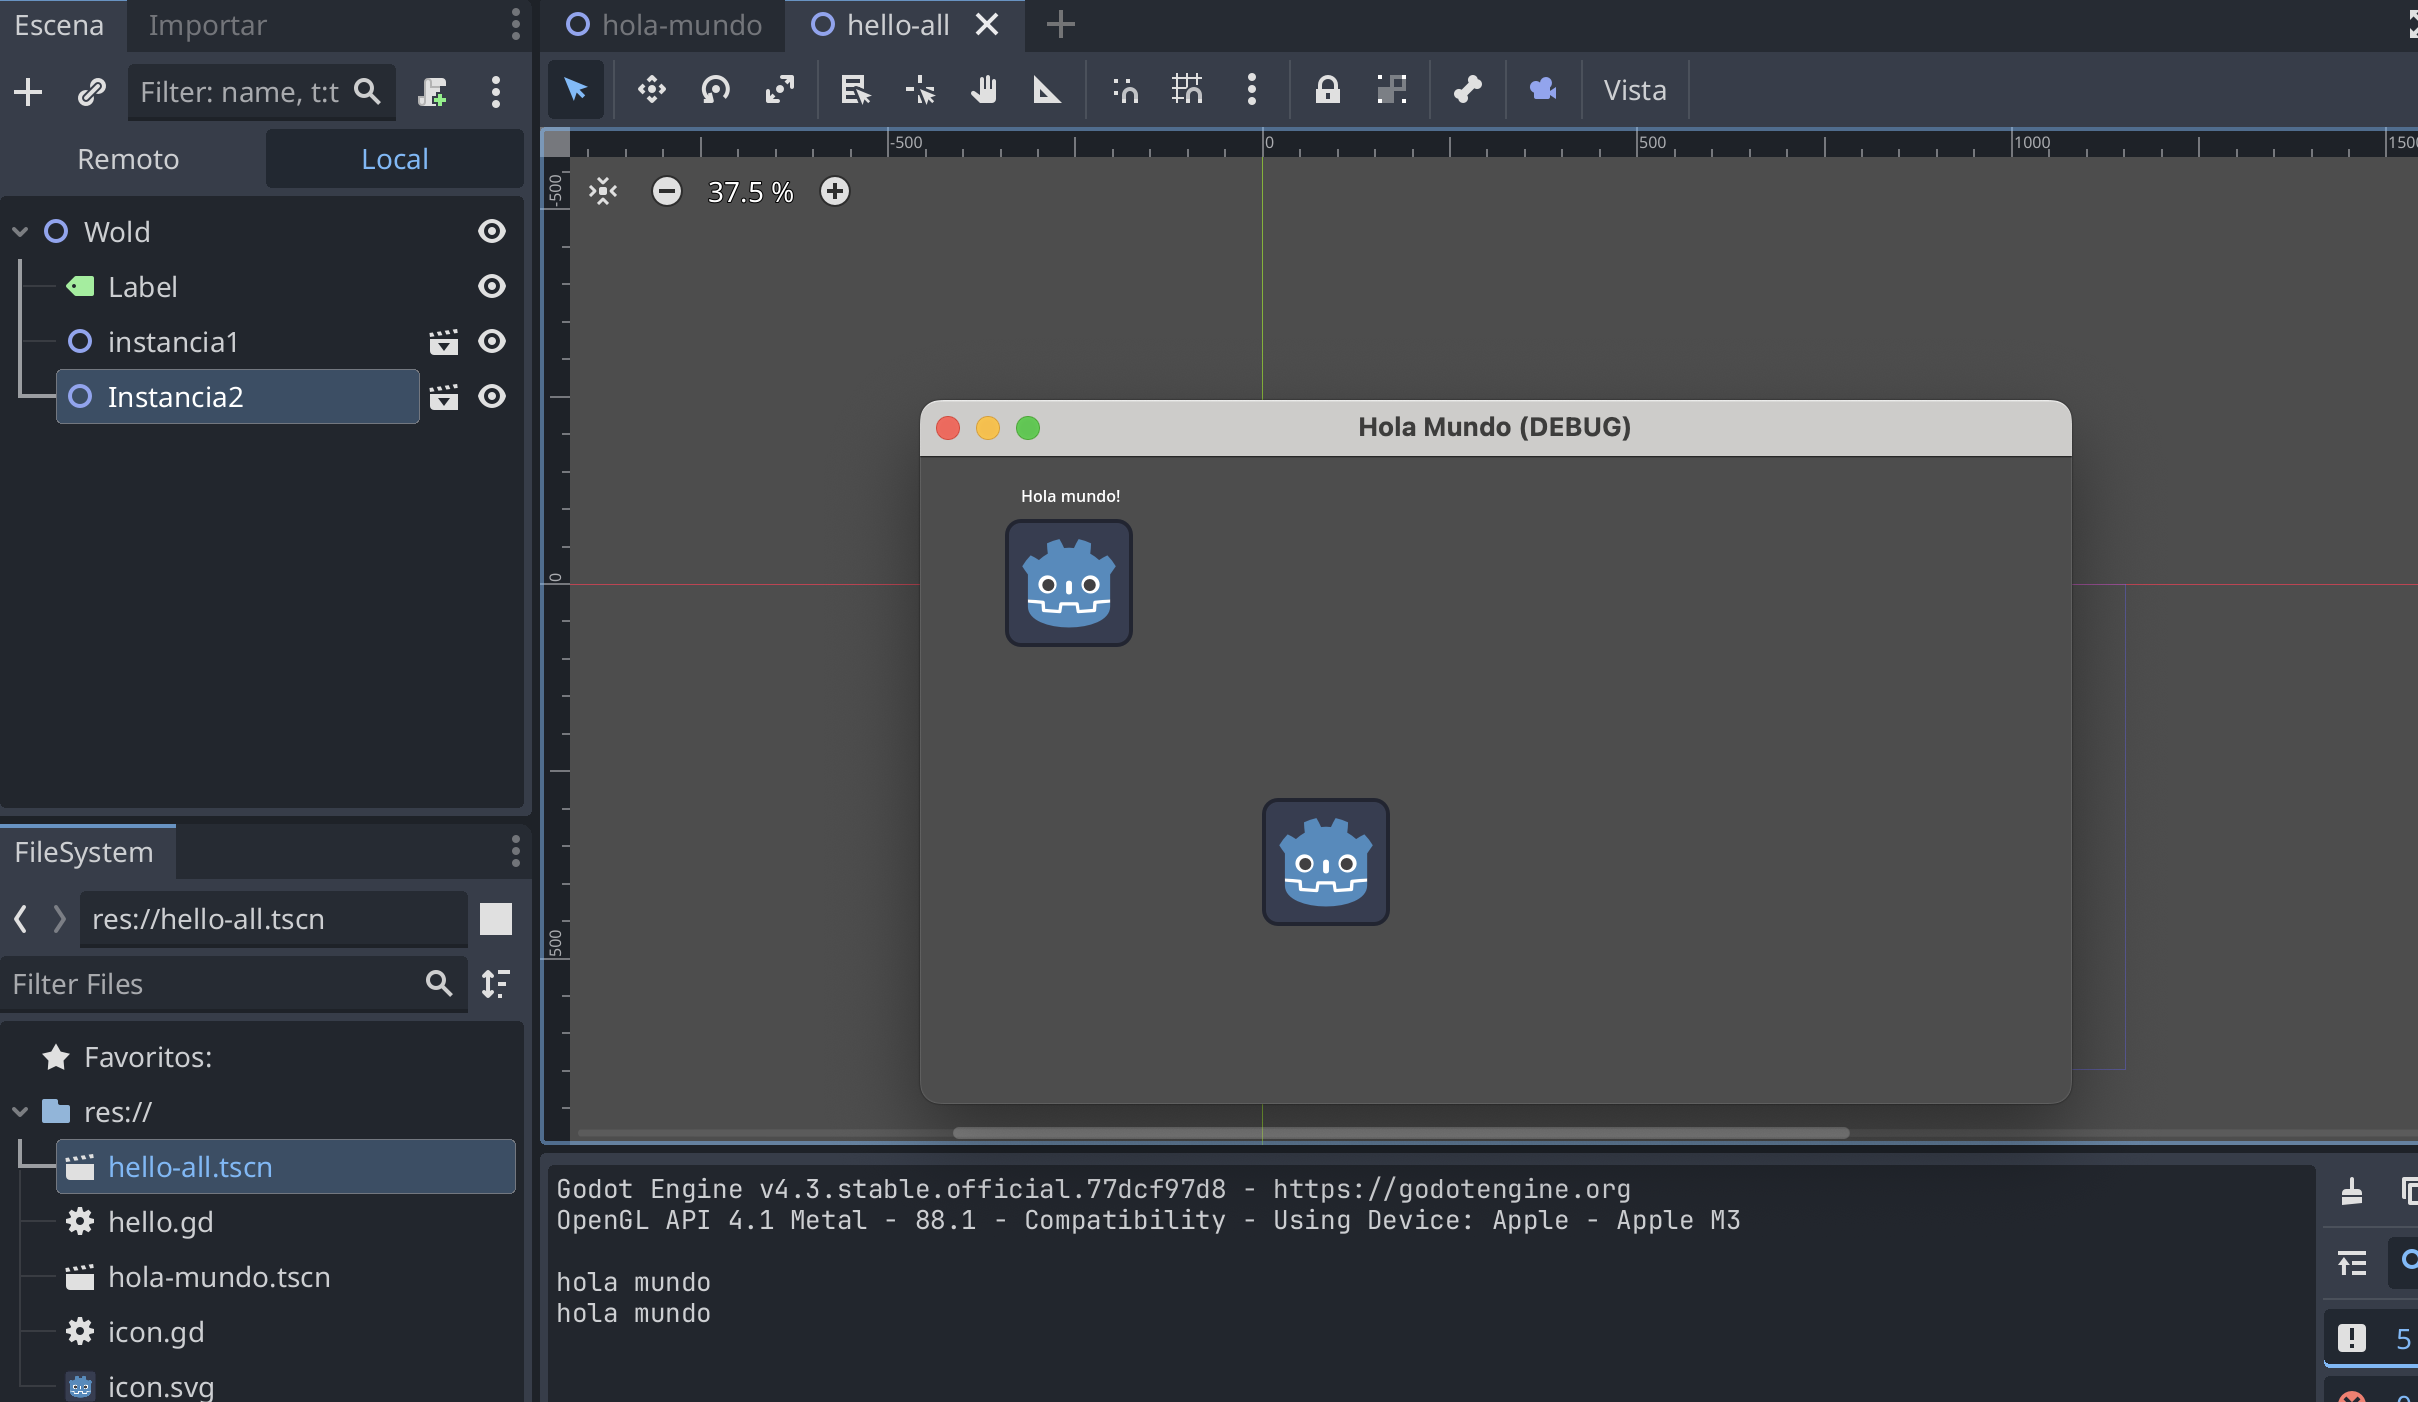 Escena Importar
hola-mundo hello-all
Filter: name, t:t
Vista
Remoto Local
-500 0 500 1000 1500
-500
37.5 %
Wold
Label
instancia1
Instancia2
Hola Mundo (DEBUG)
Hola mundo!
0
FileSystem
res://hello-all.tscn
500
Filter Files
Favoritos:
res://
hello-all.tscn
hello.gd
hola-mundo.tscn
icon.gd
icon.svg
Godot Engine v4.3.stable.official.77dcf97d8 - https://godotengine.org
OpenGL API 4.1 Metal - 88.1 - Compatibility - Using Device: Apple - Apple M3
hola mundo
hola mundo
5